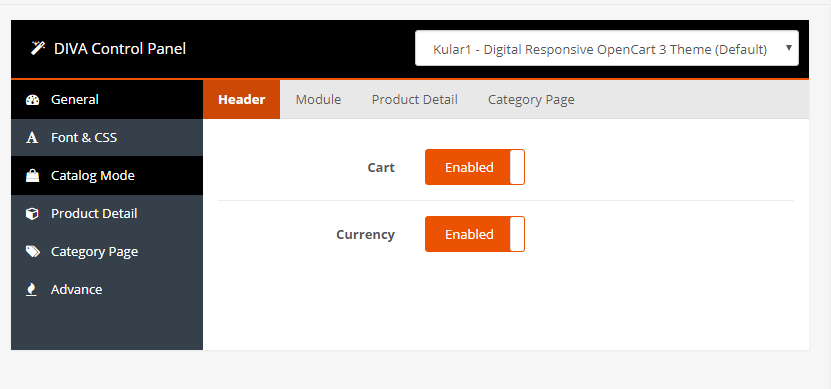 DIVA Control Panel
Kular1 - Digital Responsive OpenCart 3 Theme (Default)
General
Font & CSS
Catalog Mode
Product Detail
Category Page
Advance
Header Module Product Detail Category Page
Cart Enabled
Currency Enabled